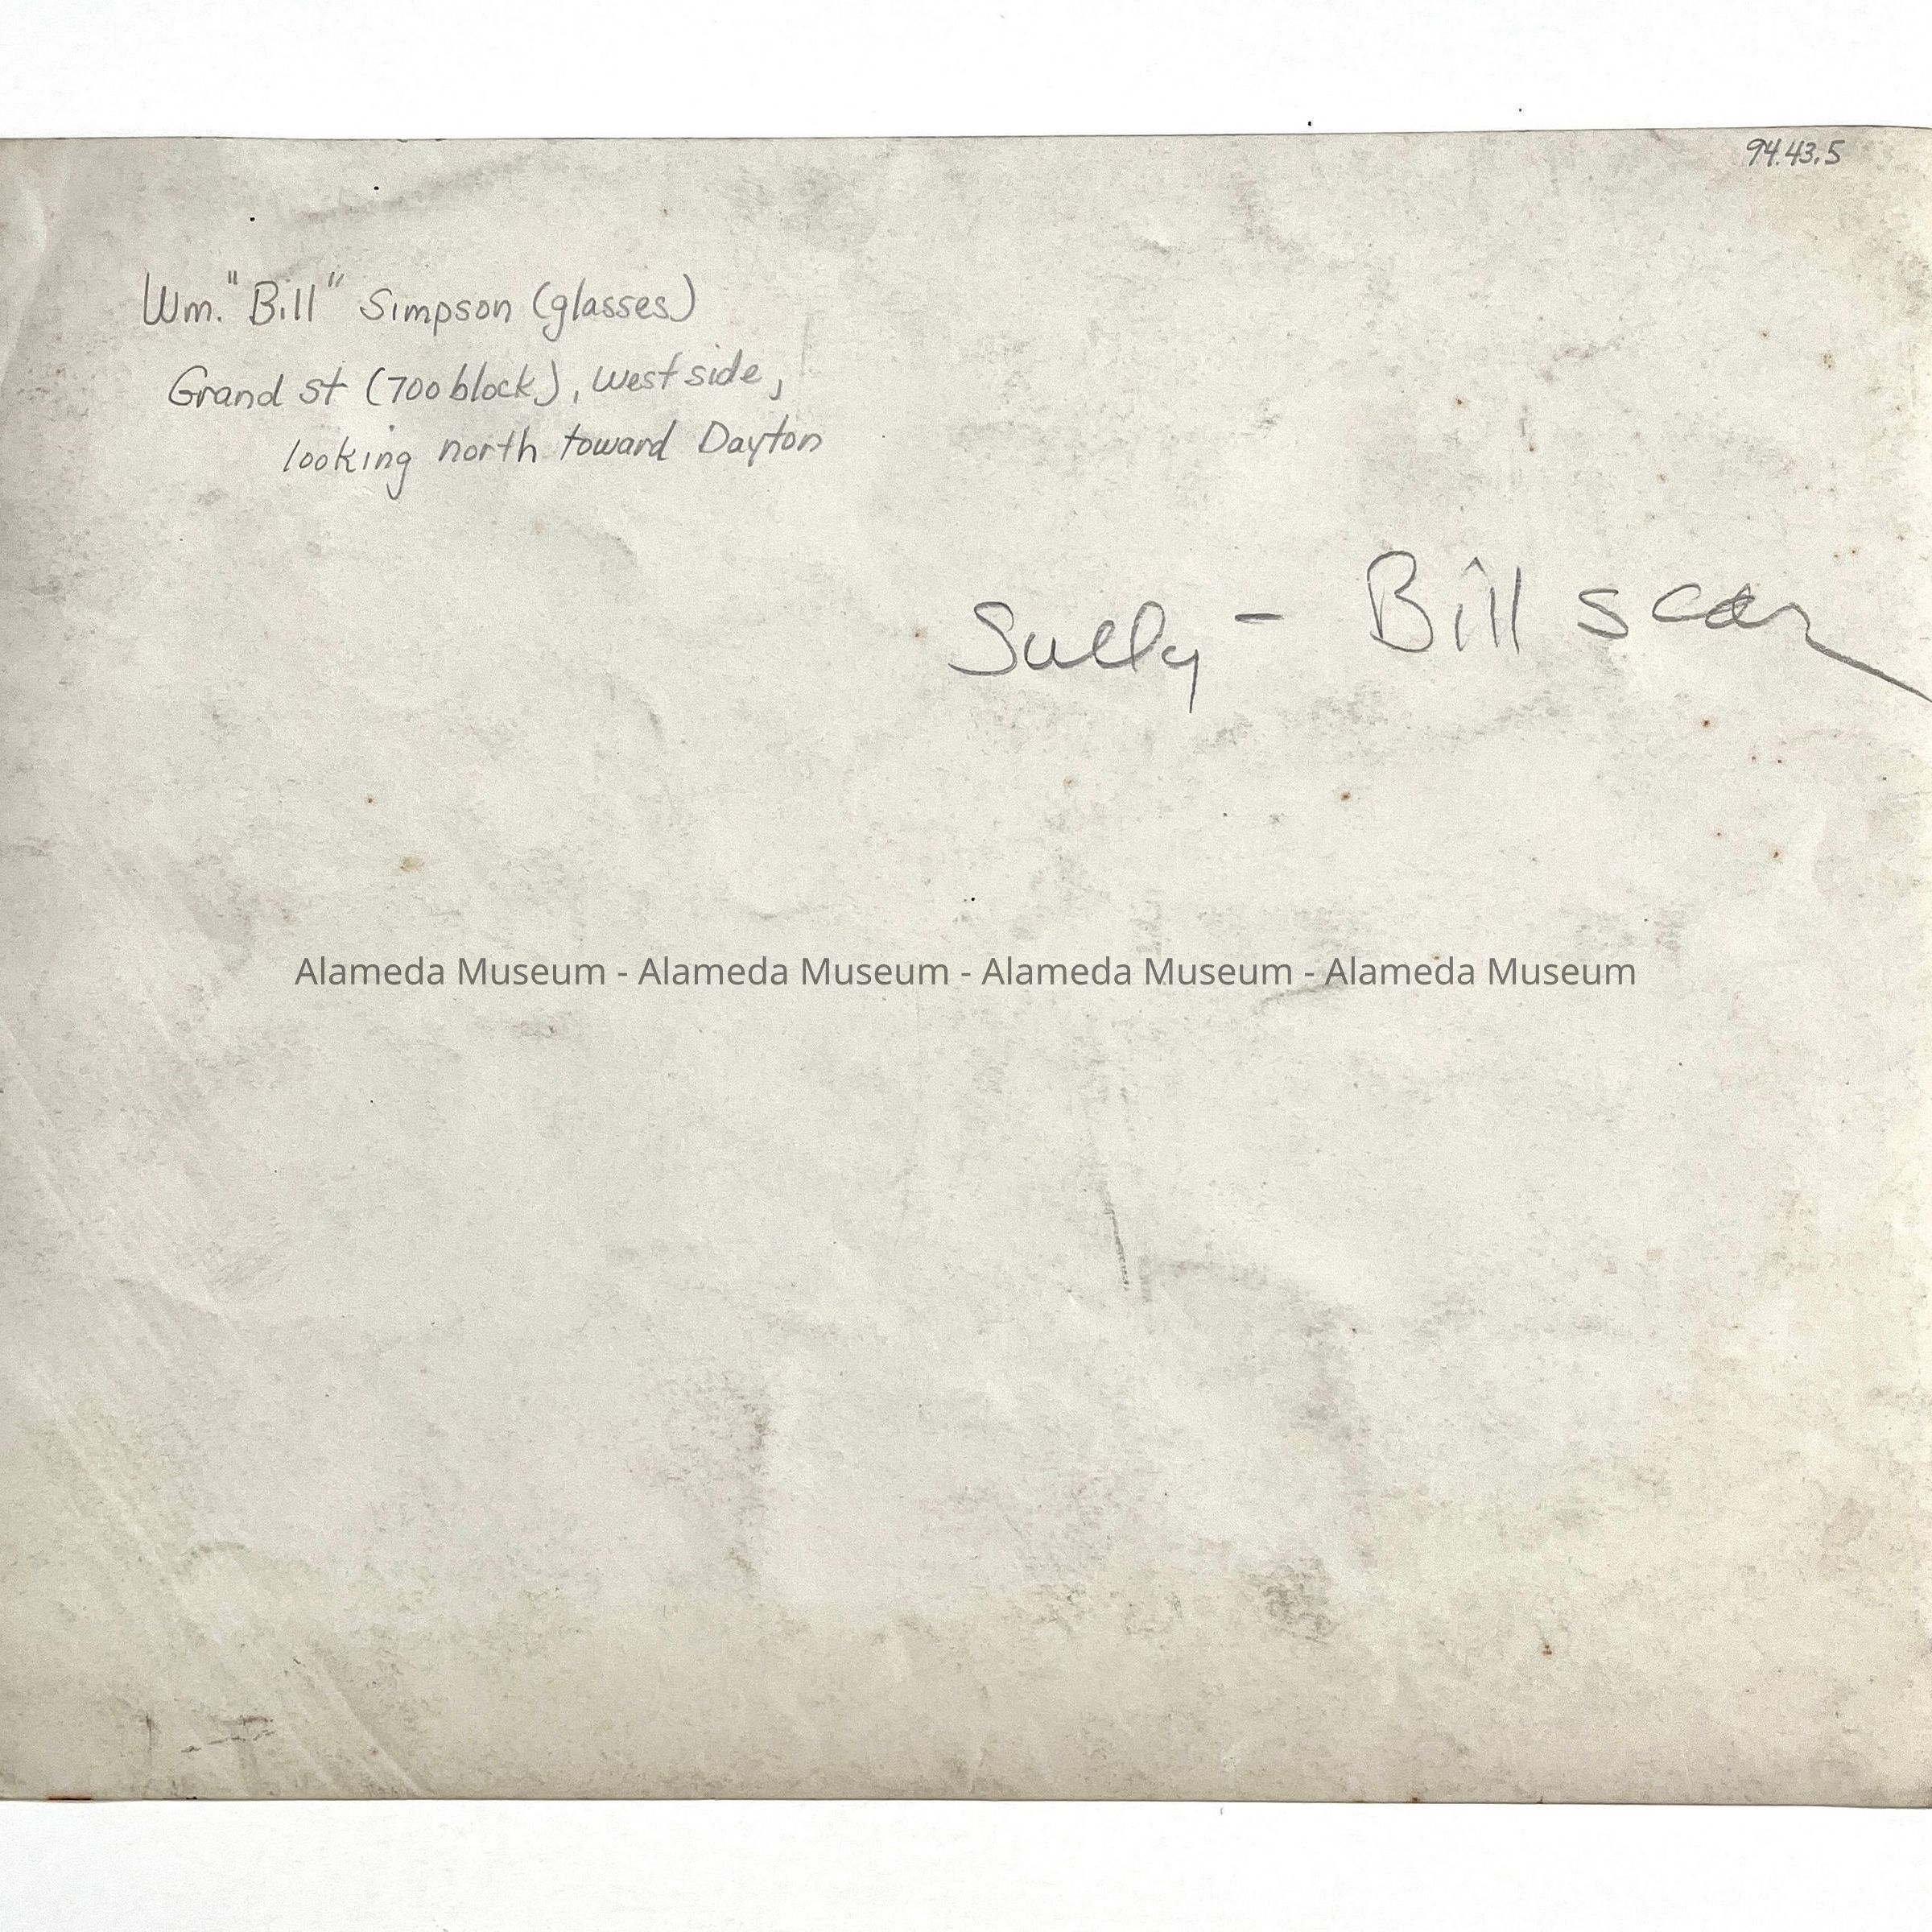 94.43.5
Wm. "Bill" Simpson (glasses)
Grand st (700 block), West side,
looking north toward Dayton
Sully - Bill scar
Alameda Museum - Alameda Museum - Alameda Museum - Alameda Museum